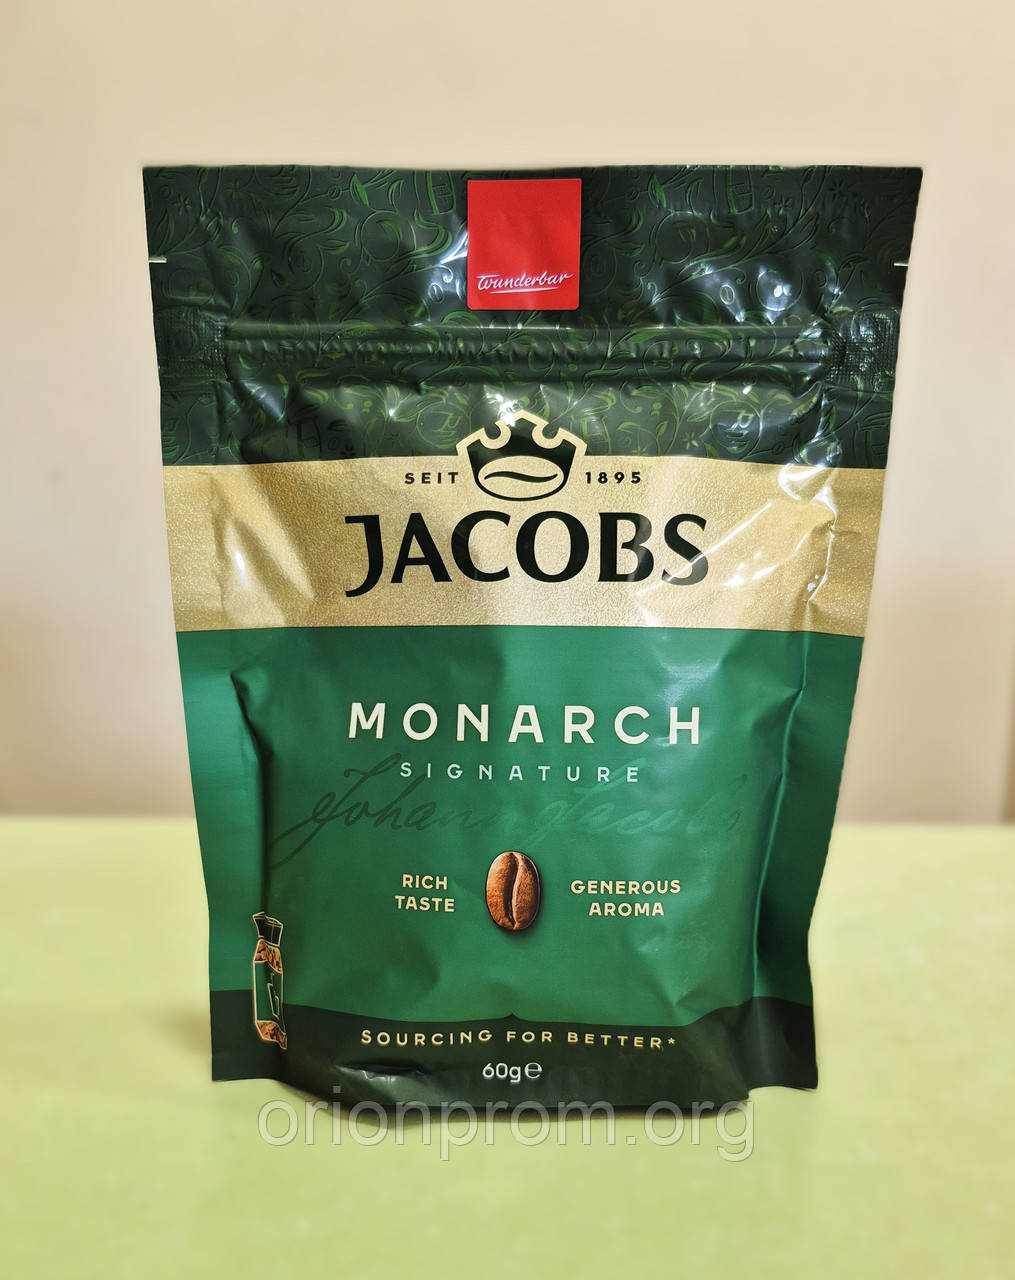 Wunderbar
SEIT 1895
JACOBS
MONARCH
SIGNATURE
Johann Jacobs
RICH
TASTE
GENEROUS
AROMA
SOURCING FOR BETTER*
60g℮
orionprom.org